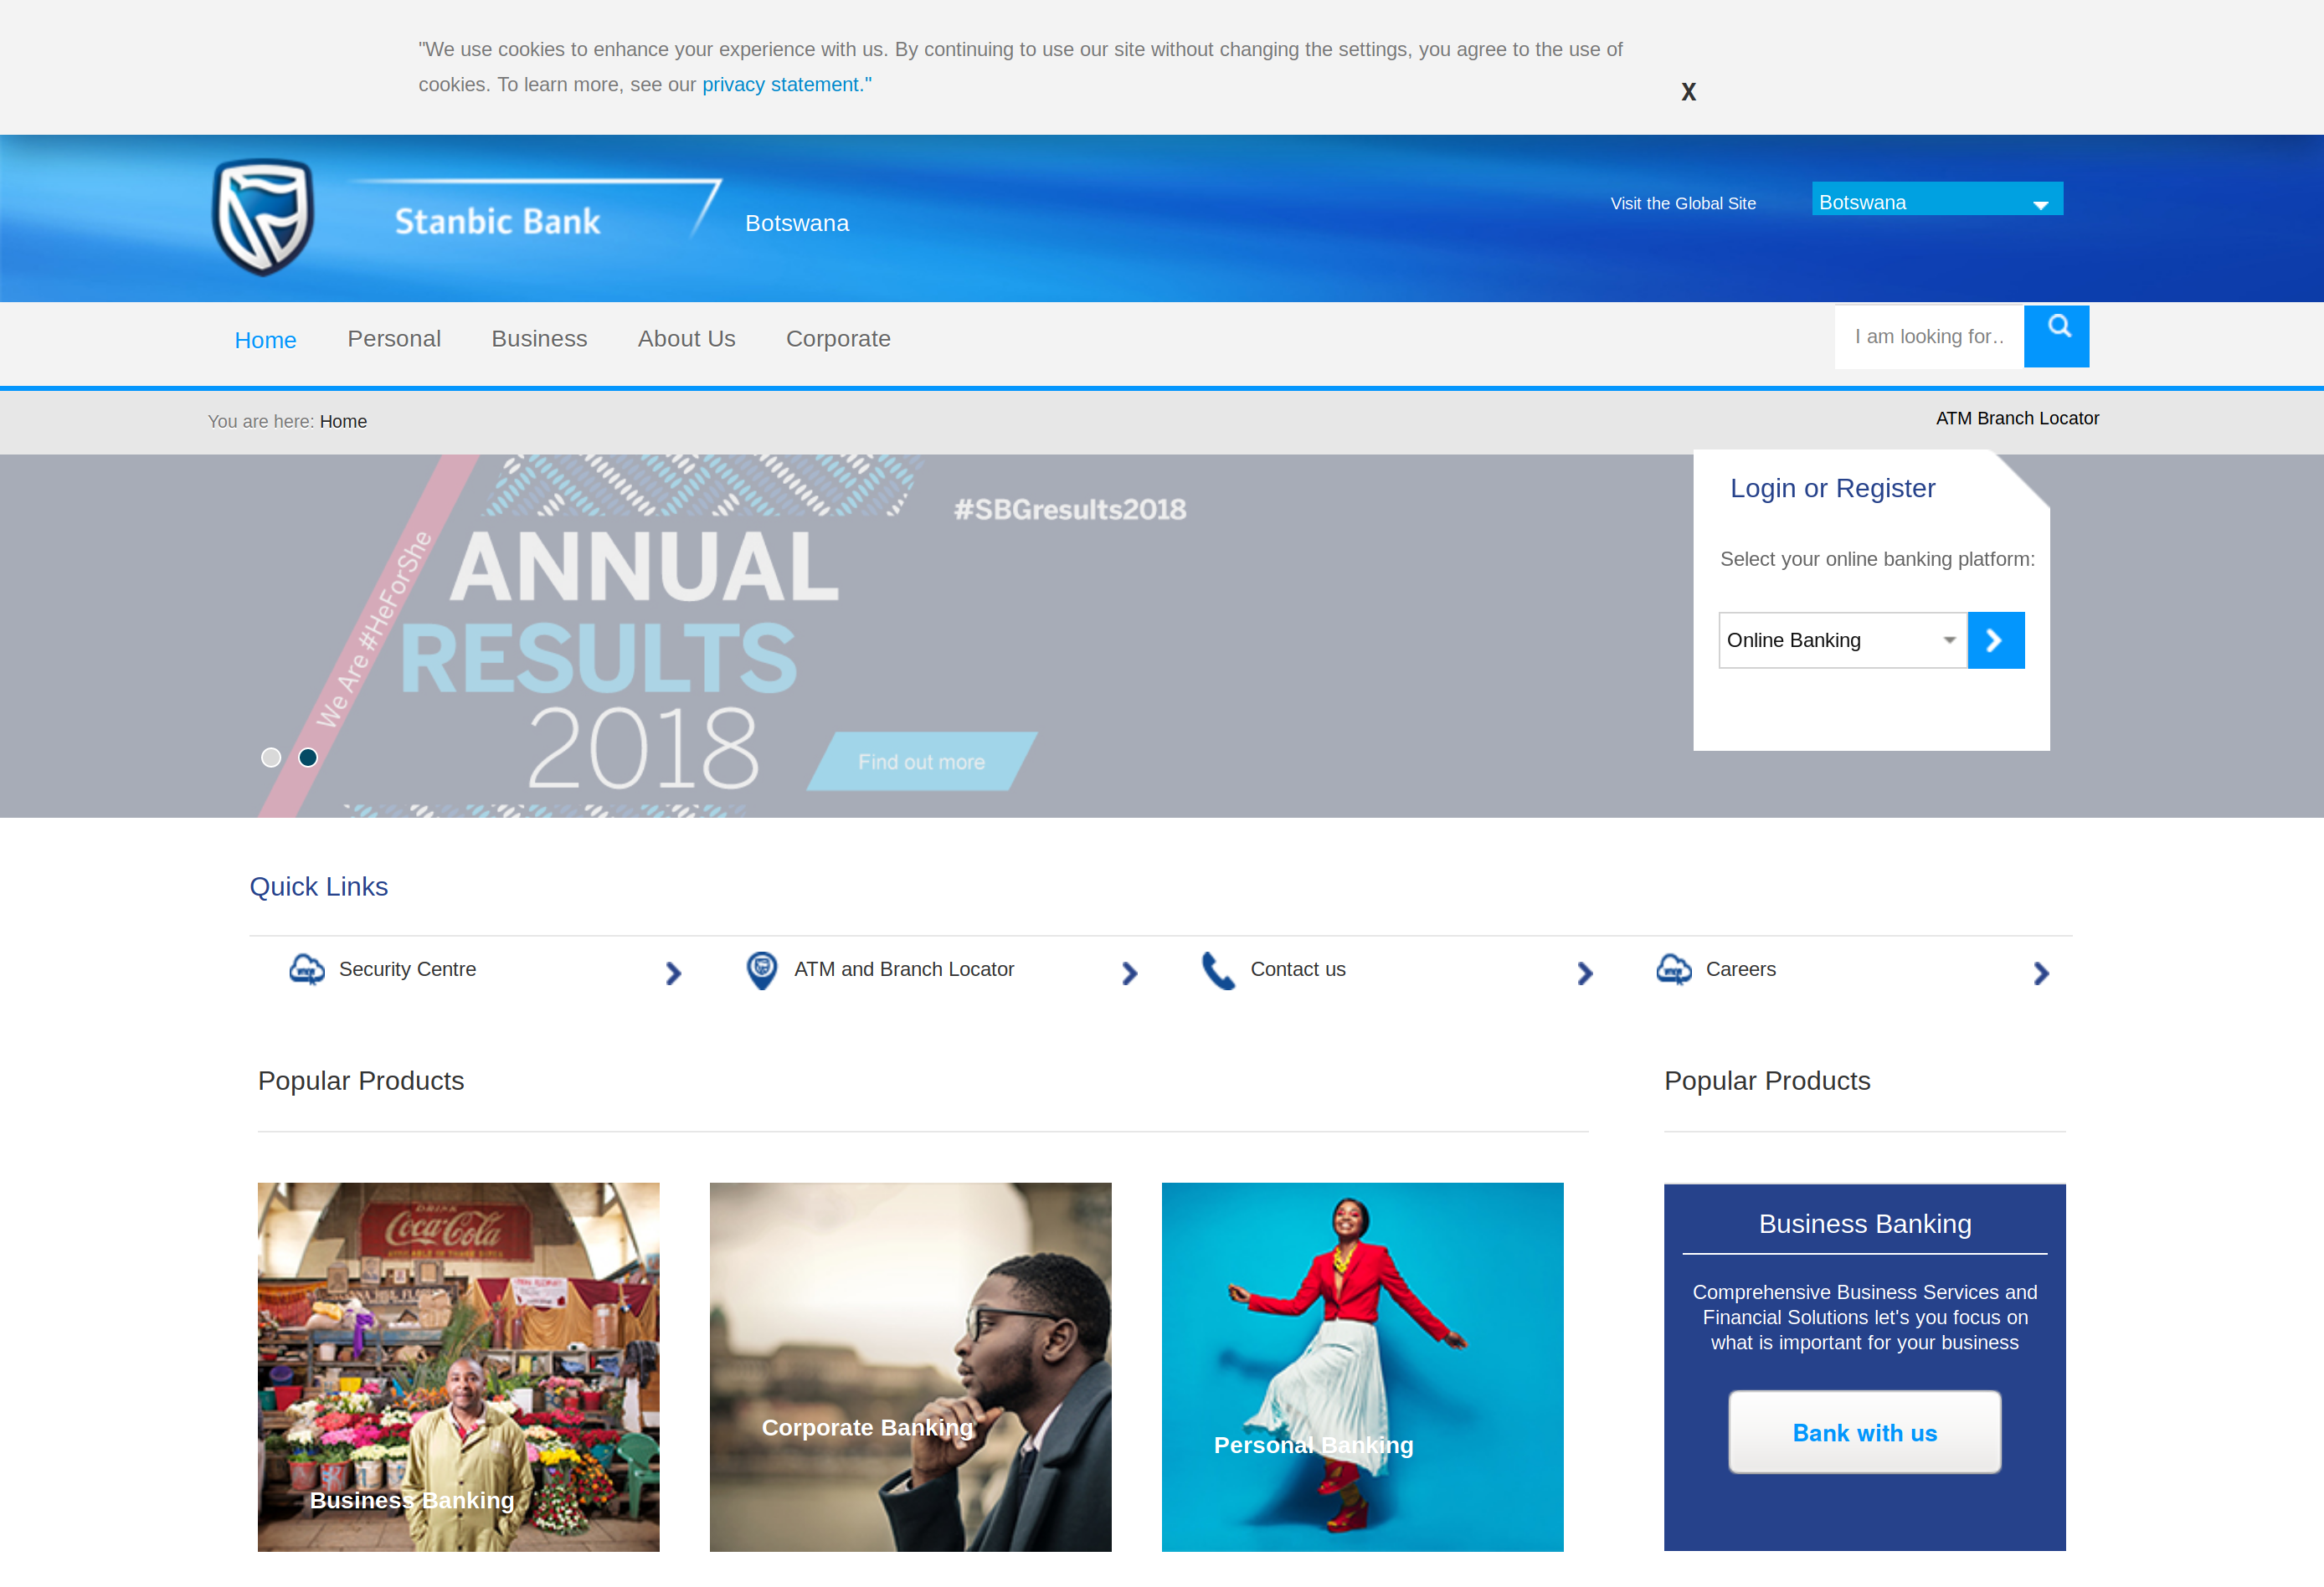 "We use cookies to enhance your experience with us. By continuing to use our site without changing the settings, you agree to the use of
cookies. To learn more, see our privacy statement."
X
Stanbic Bank
Botswana
Visit the Global Site
Botswana
Home
Personal
Business
About Us
Corporate
I am looking for..
You are here: Home
ATM Branch Locator
We Are #HeForShe
#SBGresults2018
ANNUAL
RESULTS
2018
Find out more
Login or Register
Select your online banking platform:
Online Banking
Quick Links
Security Centre
ATM and Branch Locator
Contact us
Careers
Popular Products
Popular Products
DRINK
Coca-Cola
Business Banking
Corporate Banking
Personal Banking
Business Banking
Comprehensive Business Services and
Financial Solutions let's you focus on
what is important for your business
Bank with us